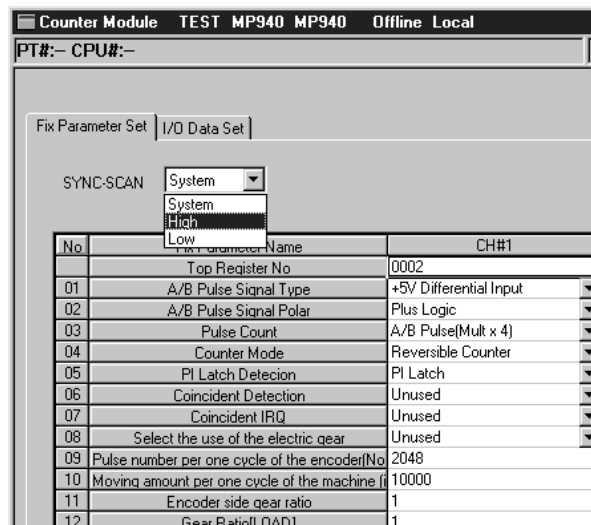 Counter Module TEST MP940 MP940 Offline Local
PT#:– CPU#:–
Fix Parameter Set I/O Data Set
SYNC-SCAN System
System
High
Low
No Name CH#1
Top Register No 0002
01 A/B Pulse Signal Type +5V Differential Input
02 A/B Pulse Signal Polar Plus Logic
03 Pulse Count A/B Pulse(Mult x 4)
04 Counter Mode Reversible Counter
05 PI Latch Detecion PI Latch
06 Coincident Detection Unused
07 Coincident IRQ Unused
08 Select the use of the electric gear Unused
09 Pulse number per one cycle of the encoder(No 2048
10 Moving amount per one cycle of the machine (i 10000
11 Encoder side gear ratio 1
12 Gear Ratio[LOAD] 1